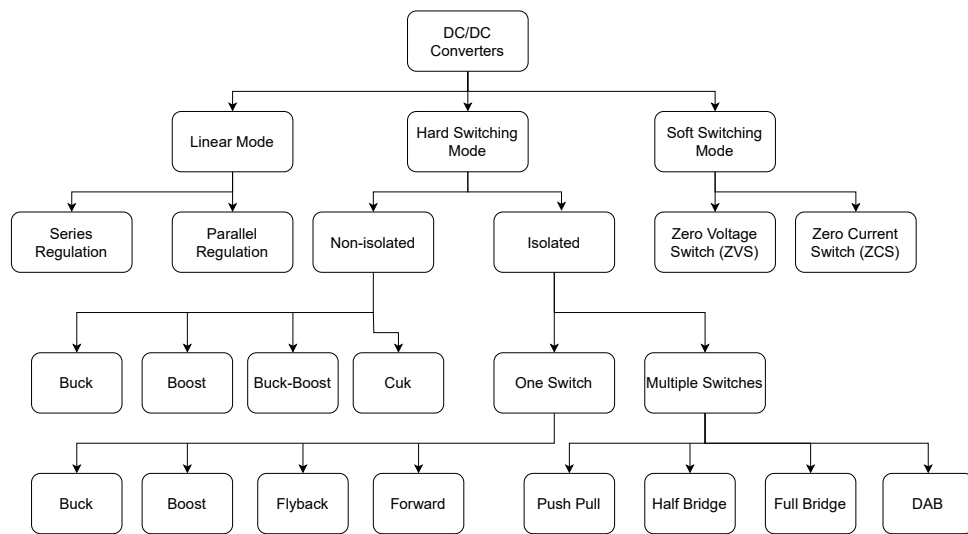 DC/DC
Converters
Linear Mode
Hard Switching
Mode
Soft Switching
Mode
Series
Regulation
Parallel
Regulation
Non-isolated
Isolated
Zero Voltage
Switch (ZVS)
Zero Current
Switch (ZCS)
Buck
Boost
Buck-Boost
Cuk
One Switch
Multiple Switches
Buck
Boost
Flyback
Forward
Push Pull
Half Bridge
Full Bridge
DAB